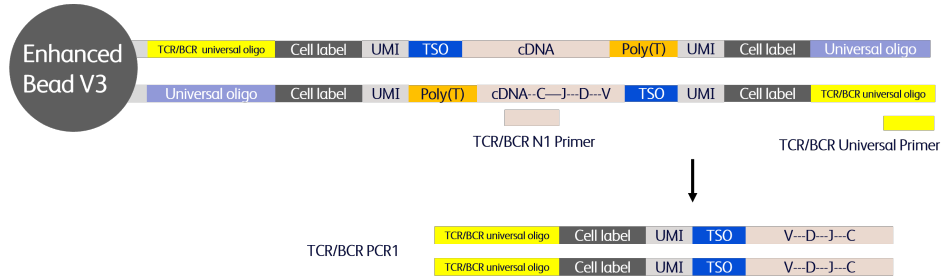 Enhanced
Bead V3
TCR/BCR universal oligo Cell label UMI TSO cDNA Poly(T) UMI Cell label Universal oligo
Universal oligo Cell label UMI Poly(T) cDNA--C—J---D---V TSO UMI Cell label TCR/BCR universal oligo
TCR/BCR N1 Primer TCR/BCR Universal Primer
TCR/BCR PCR1
TCR/BCR universal oligo Cell label UMI TSO V---D---J---C
TCR/BCR universal oligo Cell label UMI TSO V---D---J---C